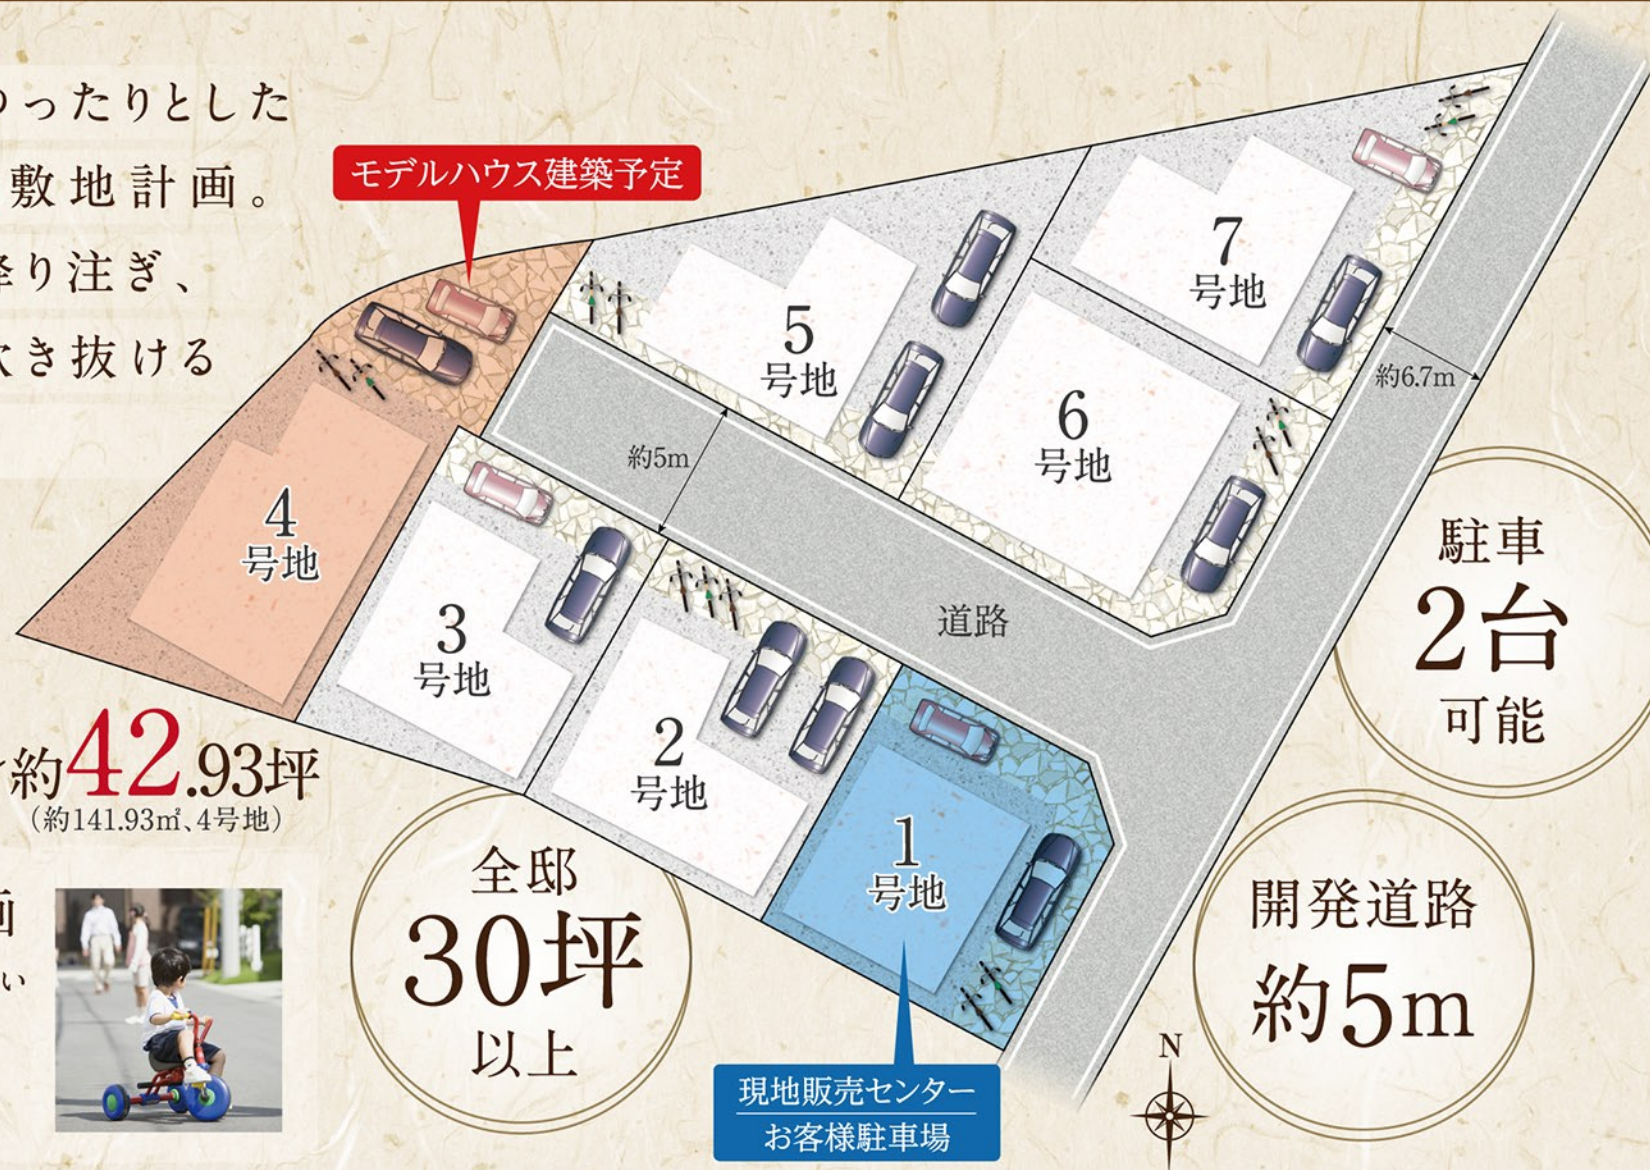 ったりとした
敷地計画。
り注ぎ、
き抜ける
モデルハウス建築予定
7
号地
5
号地
6
号地
約6.7m
約5m
4
号地
3
号地
道路
2
号地
1
号地
約42.93坪
（約141.93㎡、4号地）
い
全邸
30坪
以上
駐車
2台
可能
開発道路
約5m
N
現地販売センター
お客様駐車場